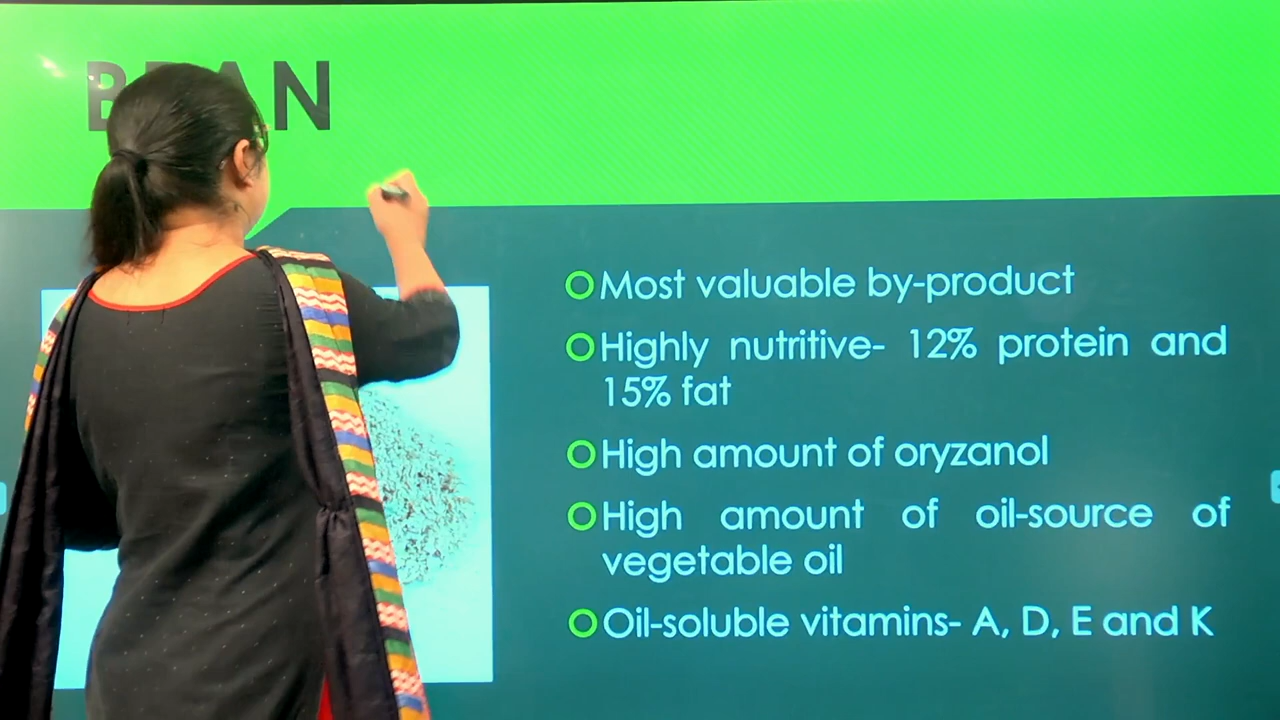 BRAN
Most valuable by-product
Highly nutritive- 12% protein and
15% fat
High amount of oryzanol
High amount of oil-source of
vegetable oil
Oil-soluble vitamins- A, D, E and K